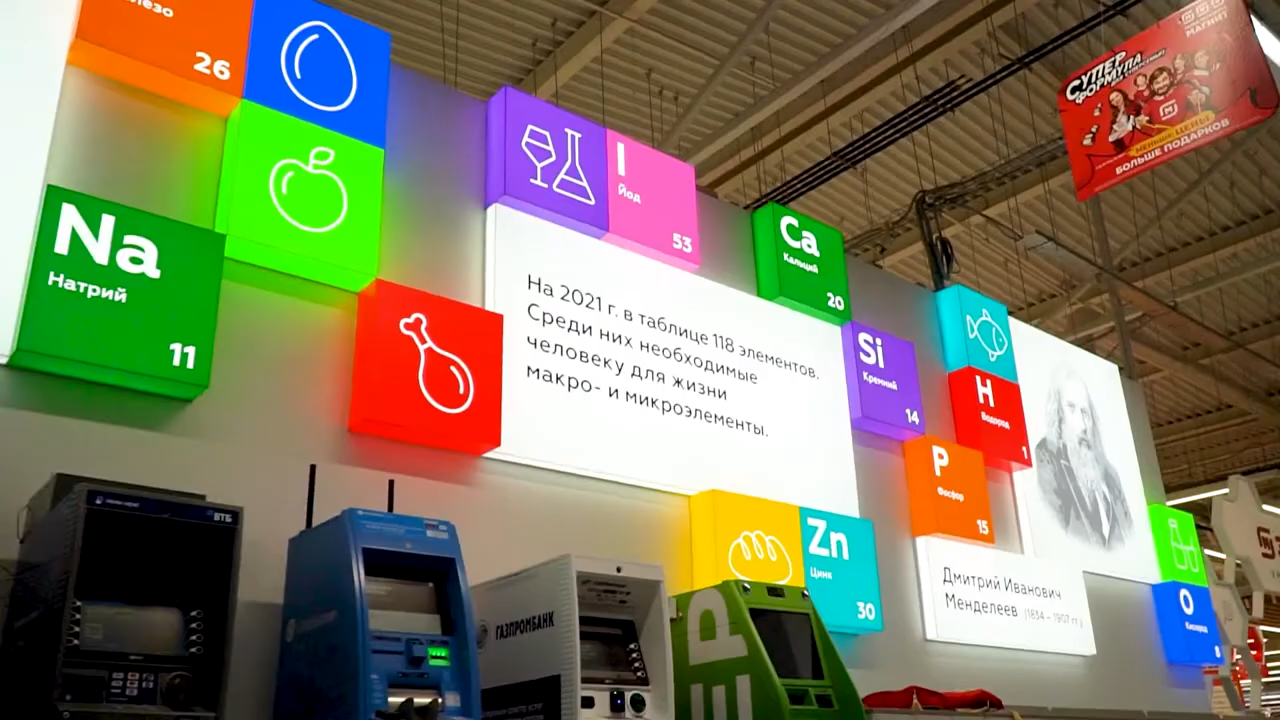 26
Na
Натрий
11
I
Йод
53
Ca
Кальций
20
На 2021 г. в таблице 118 элементов.
Среди них необходимые
человеку для жизни
макро- и микроэлементы.
Si
Кремний
14
H
Водород
1
P
Фосфор
15
Zn
Цинк
30
Дмитрий Иванович
Менделеев (1834 – 1907 гг.)
O
Кислород
8
МАГНИТ
СУПЕР
ФОРМУЛА
МЕНЬШЕ ЦЕНЫ
БОЛЬШЕ ПОДАРКОВ
ВТБ
ГАЗПРОМБАНК